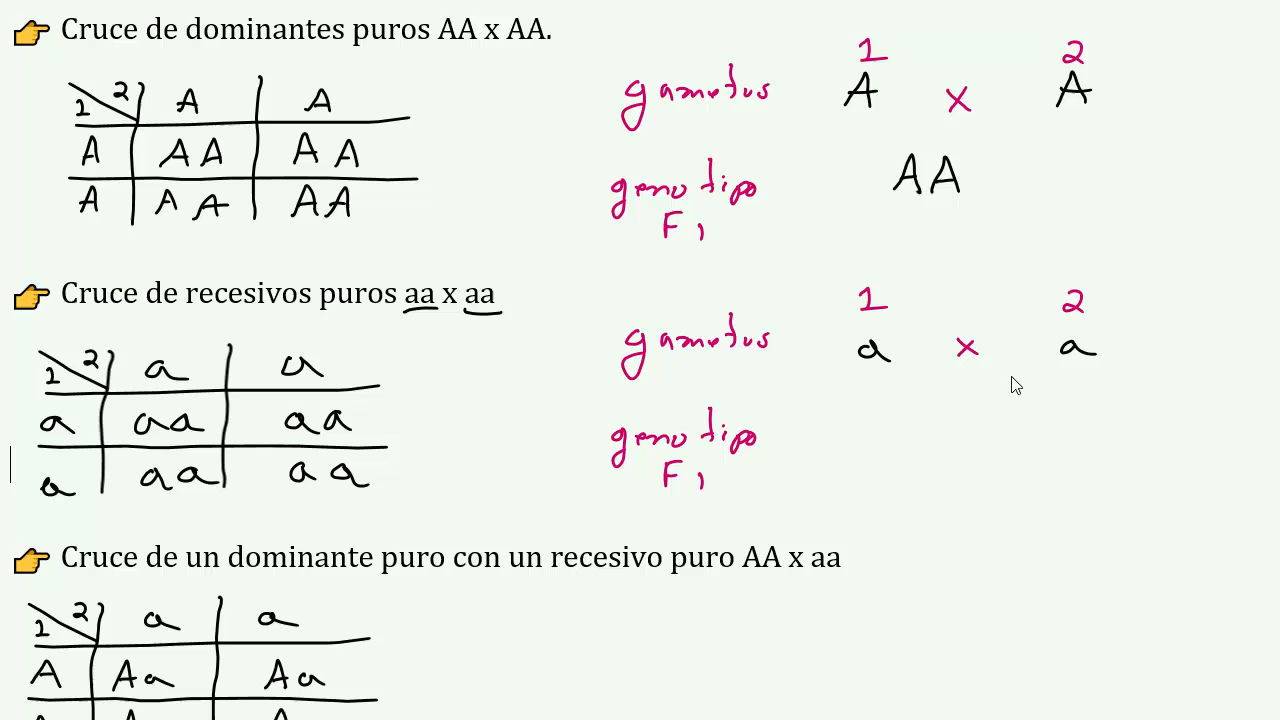 👉 Cruce de dominantes puros AA x AA.
1 2 A A
A AA AA
A AA AA
1 2
gametos A x A
genotipo AA
F1
👉 Cruce de recesivos puros aa x aa
1 2 a a
a aa aa
a aa aa
1 2
gametos a x a
genotipo
F1
👉 Cruce de un dominante puro con un recesivo puro AA x aa
1 2 a a
A Aa Aa